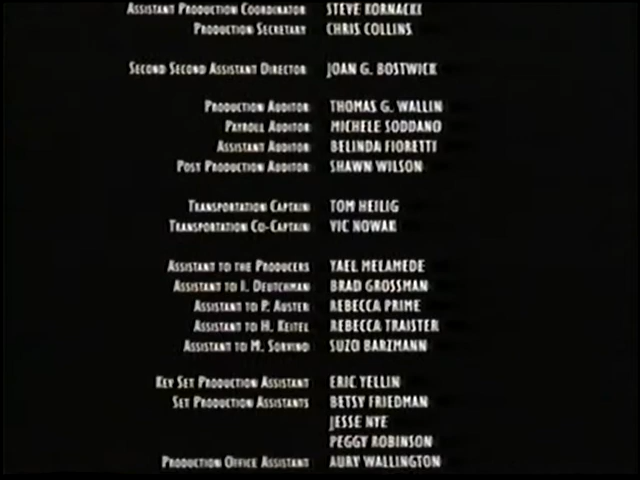 ASSISTANT PRODUCTION COORDINATOR STEVE KORNACKI
PRODUCTION SECRETARY CHRIS COLLINS
SECOND SECOND ASSISTANT DIRECTOR JOAN G. BOSTWICK
PRODUCTION AUDITOR THOMAS G. WALLIN
PAYROLL AUDITOR MICHELE SODDANO
ASSISTANT AUDITOR BELINDA FIORETTI
POST PRODUCTION AUDITOR SHAWN WILSON
TRANSPORTATION CAPTAIN TOM HEILIG
TRANSPORTATION CO-CAPTAIN VIC NOWAK
ASSISTANT TO THE PRODUCERS YAEL MELAMEDE
ASSISTANT TO I. DEUTCHMAN BRAD GROSSMAN
ASSISTANT TO P. AUSTER REBECCA PRIME
ASSISTANT TO H. KEITEL REBECCA TRAISTER
ASSISTANT TO M. SORVINO SUZO BARZMANN
KEY SET PRODUCTION ASSISTANT ERIC YELLIN
SET PRODUCTION ASSISTANTS BETSY FRIEDMAN
JESSE NYE
PEGGY ROBINSON
PRODUCTION OFFICE ASSISTANT AURY WALLINGTON